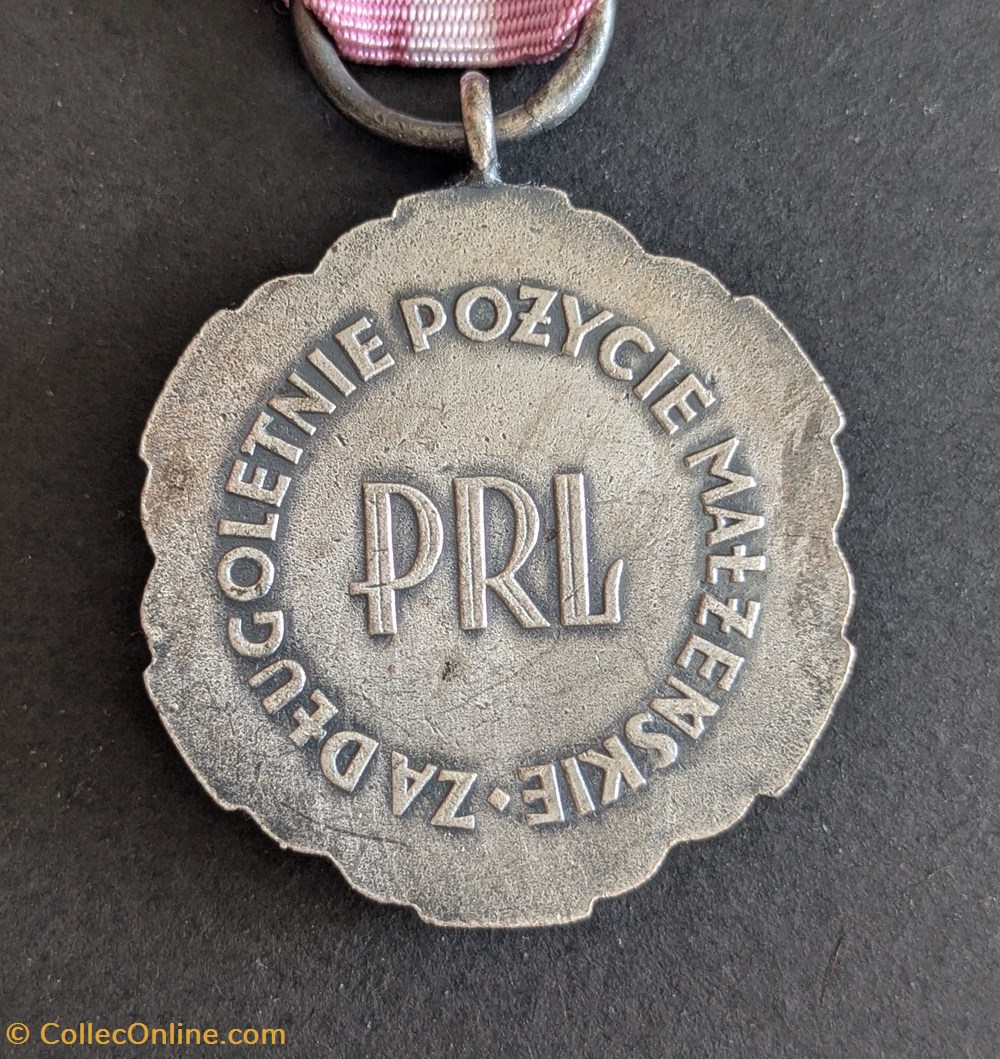 ZA DŁUGOLETNIE POŻYCIE MAŁŻEŃSKIE •
PRL
© CollecOnline.com